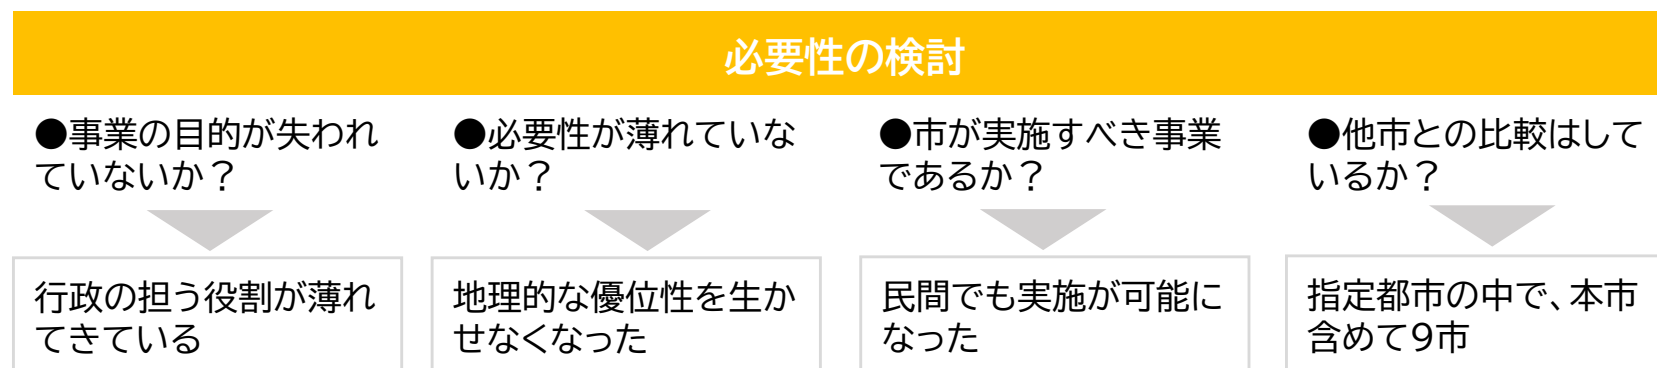 必要性の検討
●事業の目的が失われ
ていないか？
行政の担う役割が薄れ
てきている
●必要性が薄れていな
いか？
地理的な優位性を生か
せなくなった
●市が実施すべき事業
であるか？
民間でも実施が可能に
なった
●他市との比較はして
いるか？
指定都市の中で、本市
含めて９市